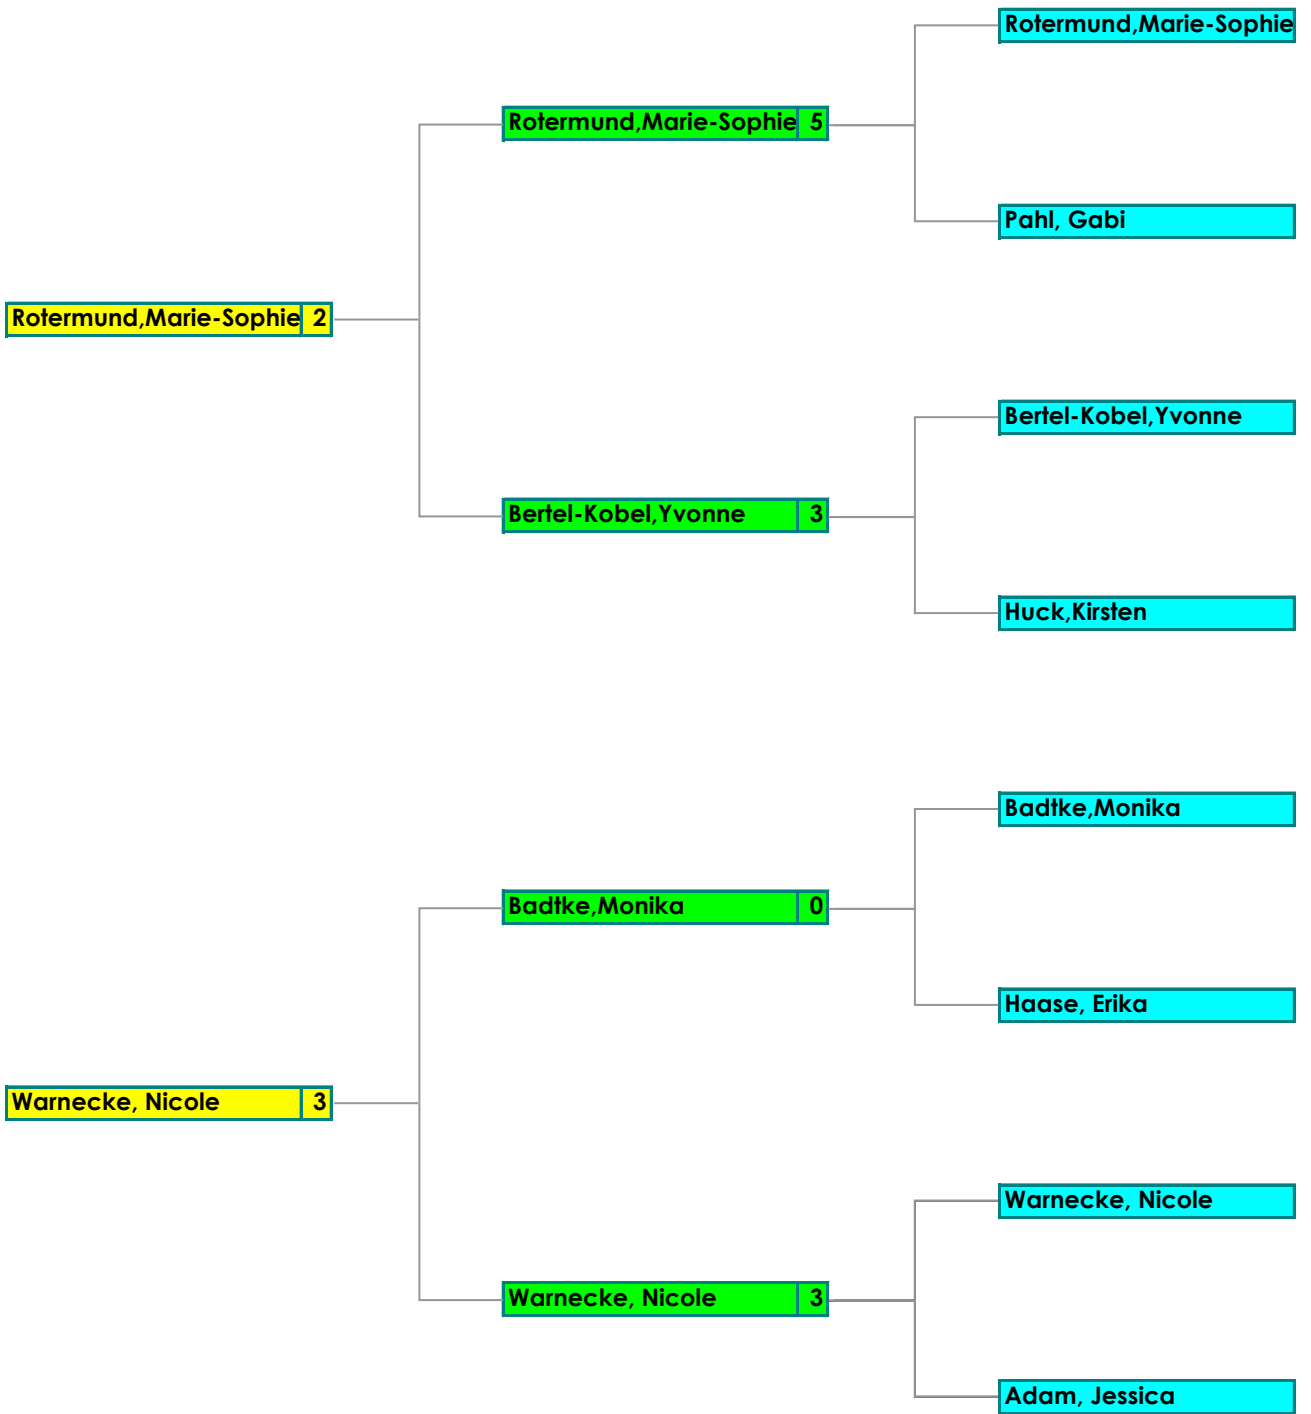 Rotermund,Marie-Sophie
Rotermund,Marie-Sophie 5
Pahl, Gabi
Rotermund,Marie-Sophie 2
Bertel-Kobel,Yvonne
Bertel-Kobel,Yvonne 3
Huck,Kirsten
Badtke,Monika
Badtke,Monika 0
Haase, Erika
Warnecke, Nicole 3
Warnecke, Nicole
Warnecke, Nicole 3
Adam, Jessica